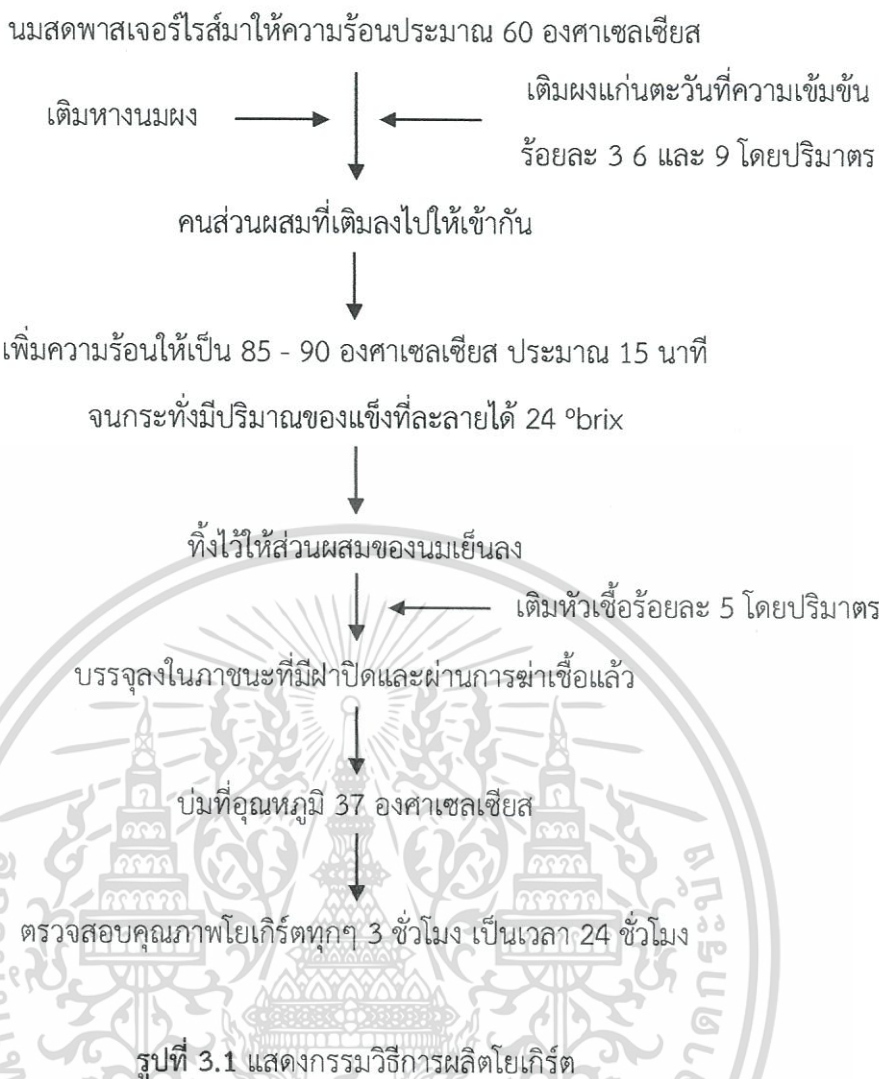 นมสดพาสเจอร์ไรส์มาให้ความร้อนประมาณ 60 องศาเซลเซียส
เติมหางนมผง
เติมผงแก่นตะวันที่ความเข้มข้น
ร้อยละ 3 6 และ 9 โดยปริมาตร
คนส่วนผสมที่เติมลงไปให้เข้ากัน
เพิ่มความร้อนให้เป็น 85 - 90 องศาเซลเซียส ประมาณ 15 นาที
จนกระทั่งมีปริมาณของแข็งที่ละลายได้ 24 ºbrix
ทิ้งไว้ให้ส่วนผสมของนมเย็นลง
เติมหัวเชื้อร้อยละ 5 โดยปริมาตร
บรรจุลงในภาชนะที่มีฝาปิดและผ่านการฆ่าเชื้อแล้ว
บ่มที่อุณหภูมิ 37 องศาเซลเซียส
ตรวจสอบคุณภาพโยเกิร์ตทุกๆ 3 ชั่วโมง เป็นเวลา 24 ชั่วโมง
รูปที่ 3.1 แสดงกรรมวิธีการผลิตโยเกิร์ต